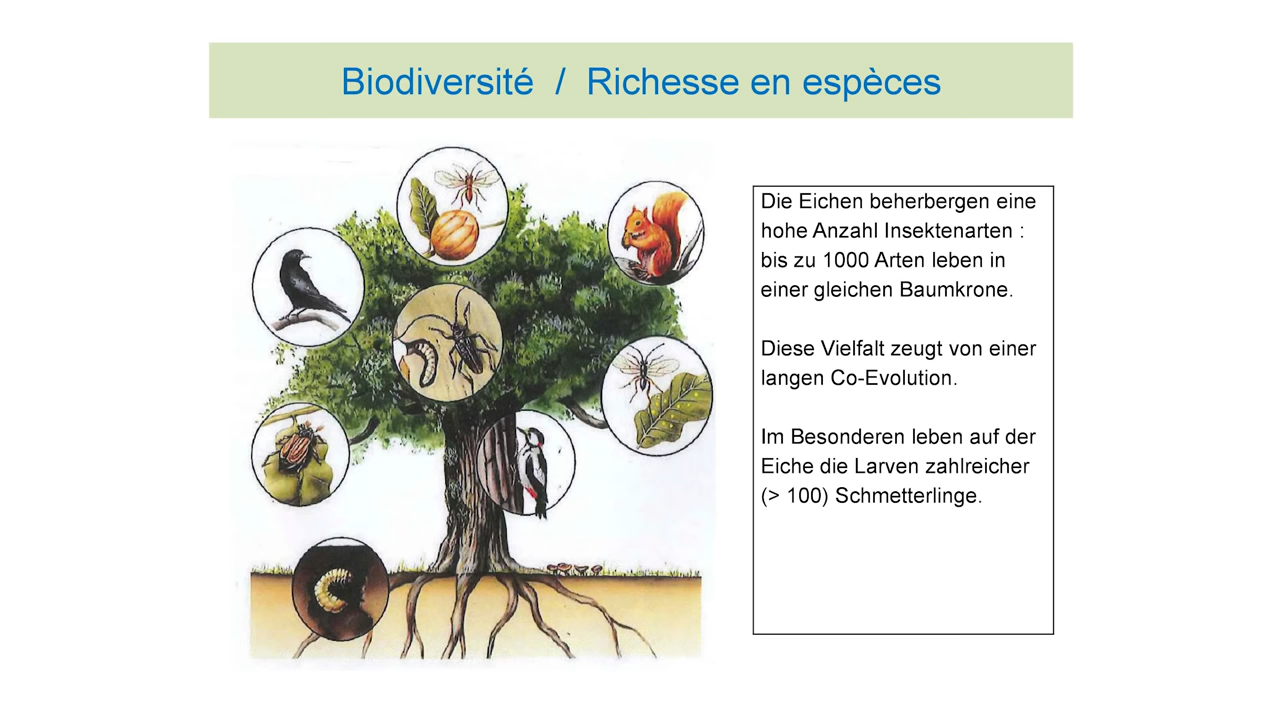 Biodiversité / Richesse en espèces
Die Eichen beherbergen eine
hohe Anzahl Insektenarten :
bis zu 1000 Arten leben in
einer gleichen Baumkrone.
Diese Vielfalt zeugt von einer
langen Co-Evolution.
Im Besonderen leben auf der
Eiche die Larven zahlreicher
(> 100) Schmetterlinge.